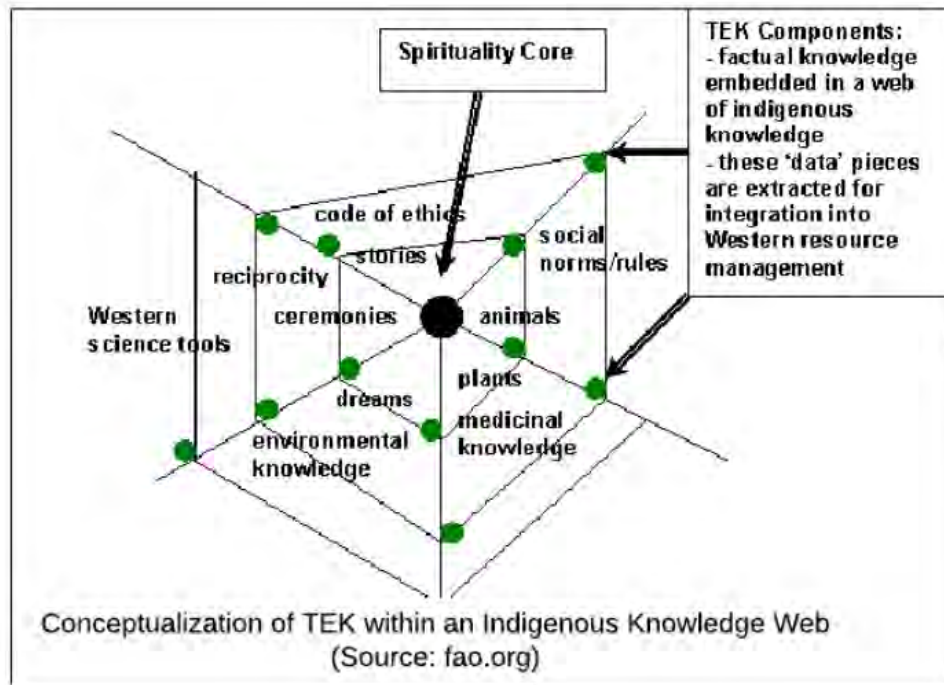 Spirituality Core
TEK Components:
- factual knowledge
embedded in a web
of indigenous
knowledge
- these ‘data’ pieces
are extracted for
integration into
Western resource
management
code of ethics
stories
social
norms/rules
reciprocity
Western
science tools
ceremonies
animals
plants
dreams
medicinal
knowledge
environmental
knowledge
Conceptualization of TEK within an Indigenous Knowledge Web
(Source: fao.org)